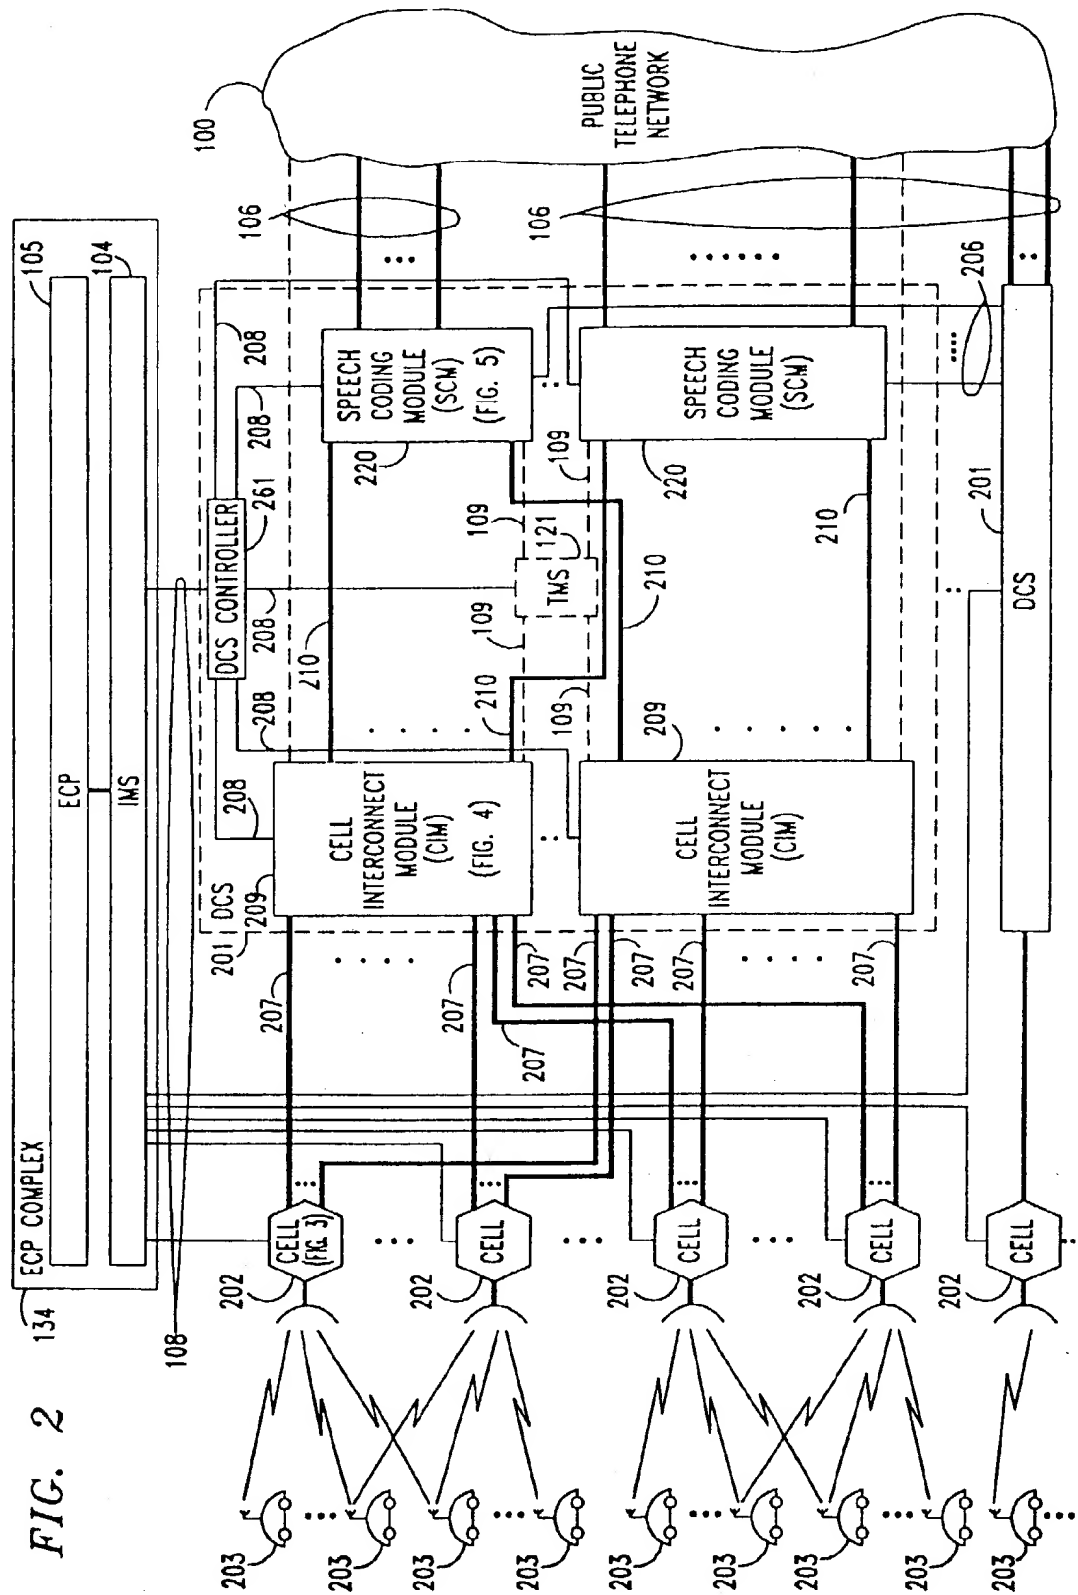 FIG. 2
134
ECP COMPLEX
ECP
105
IMS
104
108
201 DCS
DCS CONTROLLER
261
208
208
208
208
208
209
CELL
INTERCONNECT
MODULE
(CIM)
(FIG. 4)
SPEECH
CODING
MODULE
(SCM)
(FIG. 5)
220
210
210
210
210
109
109
109
109
TMS
121
209
CELL
INTERCONNECT
MODULE
(CIM)
SPEECH
CODING
MODULE
(SCM)
220
106
106
100
PUBLIC
TELEPHONE
NETWORK
206
201
DCS
207
207
207
207
207
207
207
207
CELL
(FIG. 3)
202
CELL
202
CELL
202
CELL
202
CELL
202
203
203
203
203
203
203
203
203
203